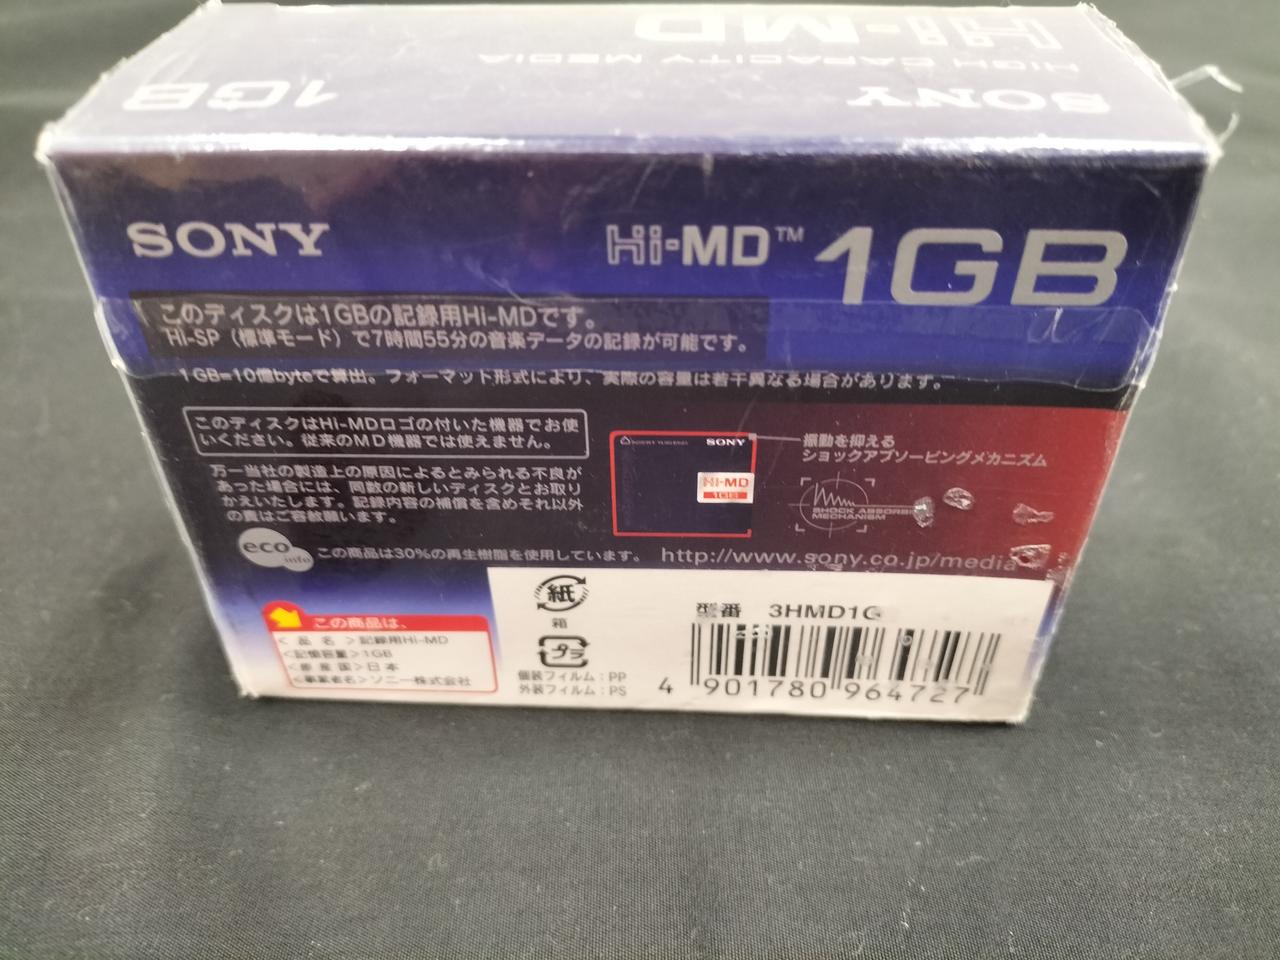 Hi-MD
HIGH CAPACITY MEDIA
1GB
SONY
SONY
Hi-MD™ 1GB
このディスクは1GBの記録用Hi-MDです。
Hi-SP（標準モード）で7時間55分の音楽データの記録が可能です。
1GB=10億byteで算出。フォーマット形式により、実際の容量は若干異なる場合があります。
このディスクはHi-MDロゴの付いた機器でお使
いください。従来のMD機器では使えません。
万一当社の製造上の原因によるとみられる不良が
あった場合には、同数の新しいディスクとお取り
かえいたします。記録内容の補償を含めそれ以外
の責はご容赦願います。
SONY
Hi-MD
1GB
振動を抑える
ショックアブソービングメカニズム
SHOCK ABSORB
MECHANISM
eco info
この商品は30%の再生樹脂を使用しています。
http://www.sony.co.jp/media
この商品は、
<品名>記録用Hi-MD
<記憶容量>1GB
<生産国>日本
<事業者名>ソニー株式会社
紙
箱
プラ
個装フィルム：PP
外装フィルム：PS
型番 3HMD1G
4 901780 964727